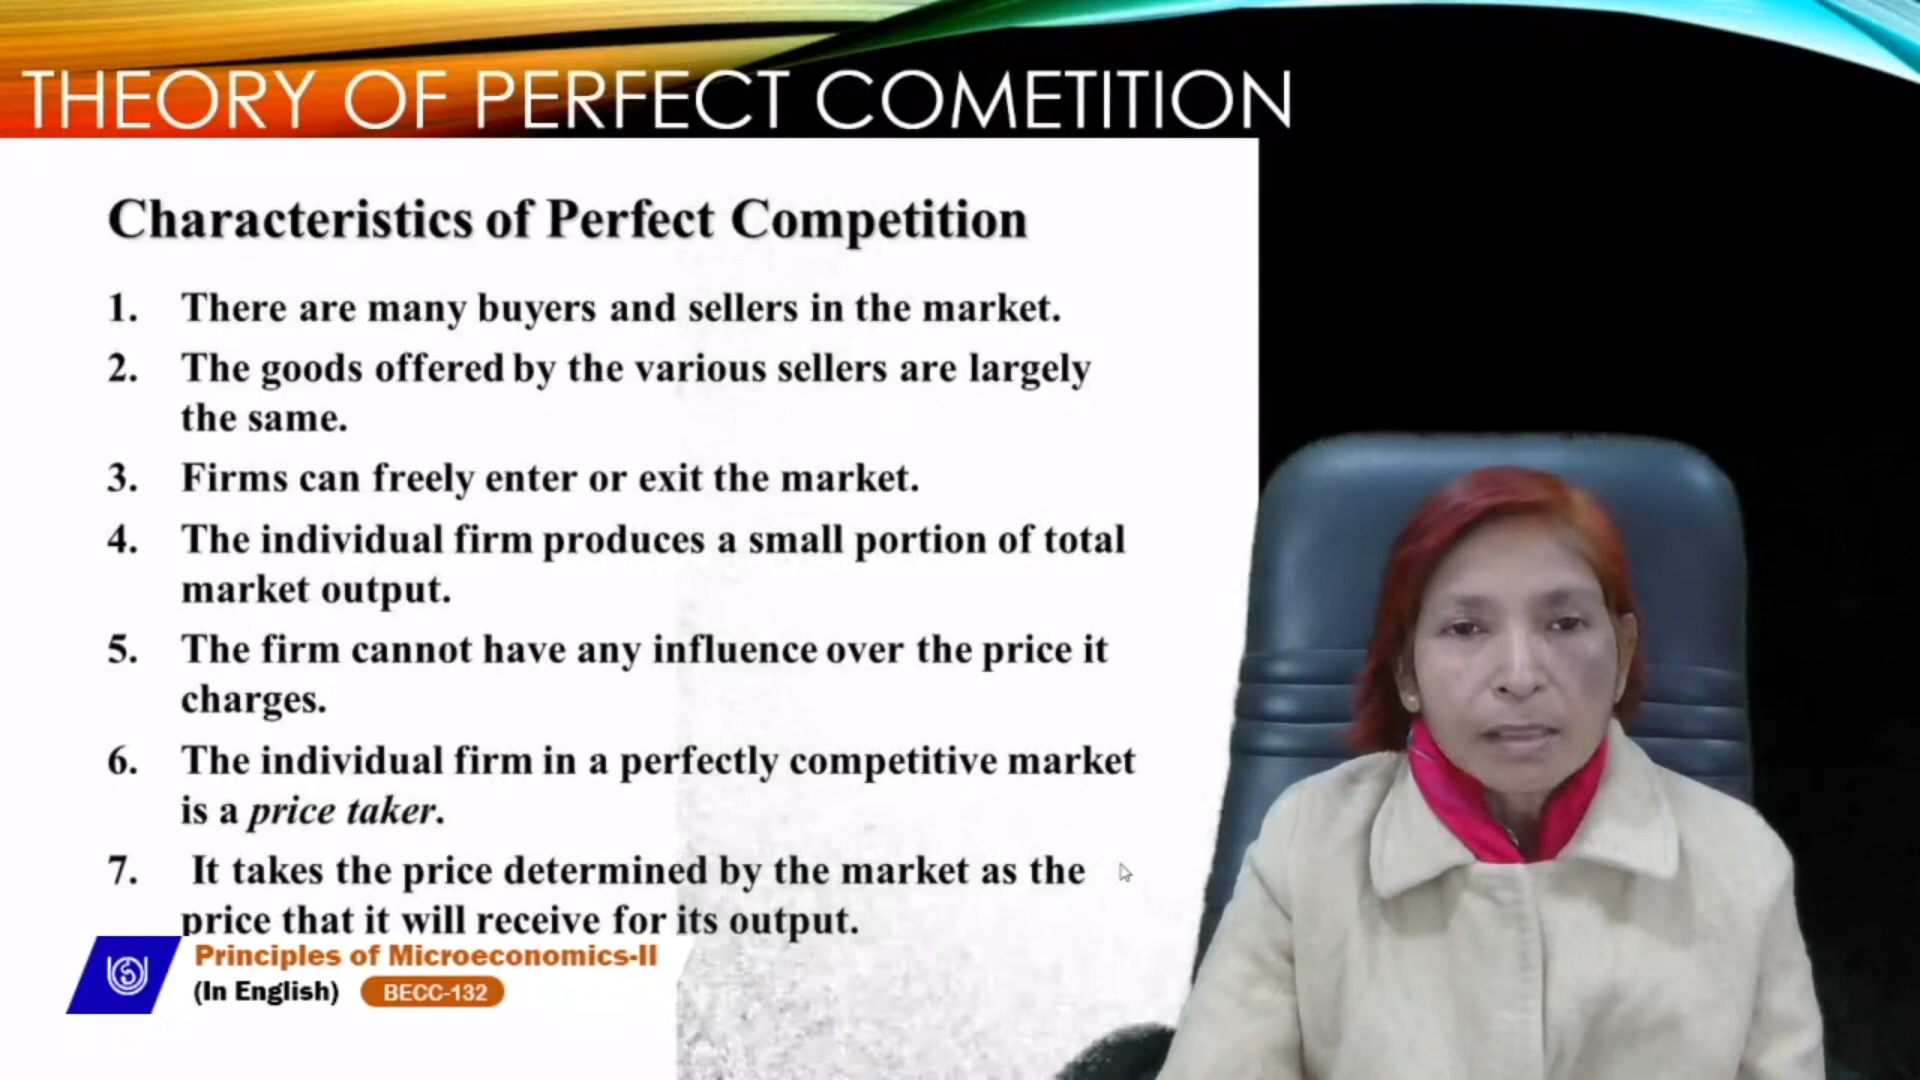 THEORY OF PERFECT COMETITION
Characteristics of Perfect Competition
1. There are many buyers and sellers in the market.
2. The goods offered by the various sellers are largely
the same.
3. Firms can freely enter or exit the market.
4. The individual firm produces a small portion of total
market output.
5. The firm cannot have any influence over the price it
charges.
6. The individual firm in a perfectly competitive market
is a price taker.
7. It takes the price determined by the market as the
price that it will receive for its output.
Principles of Microeconomics-II
(In English) BECC-132